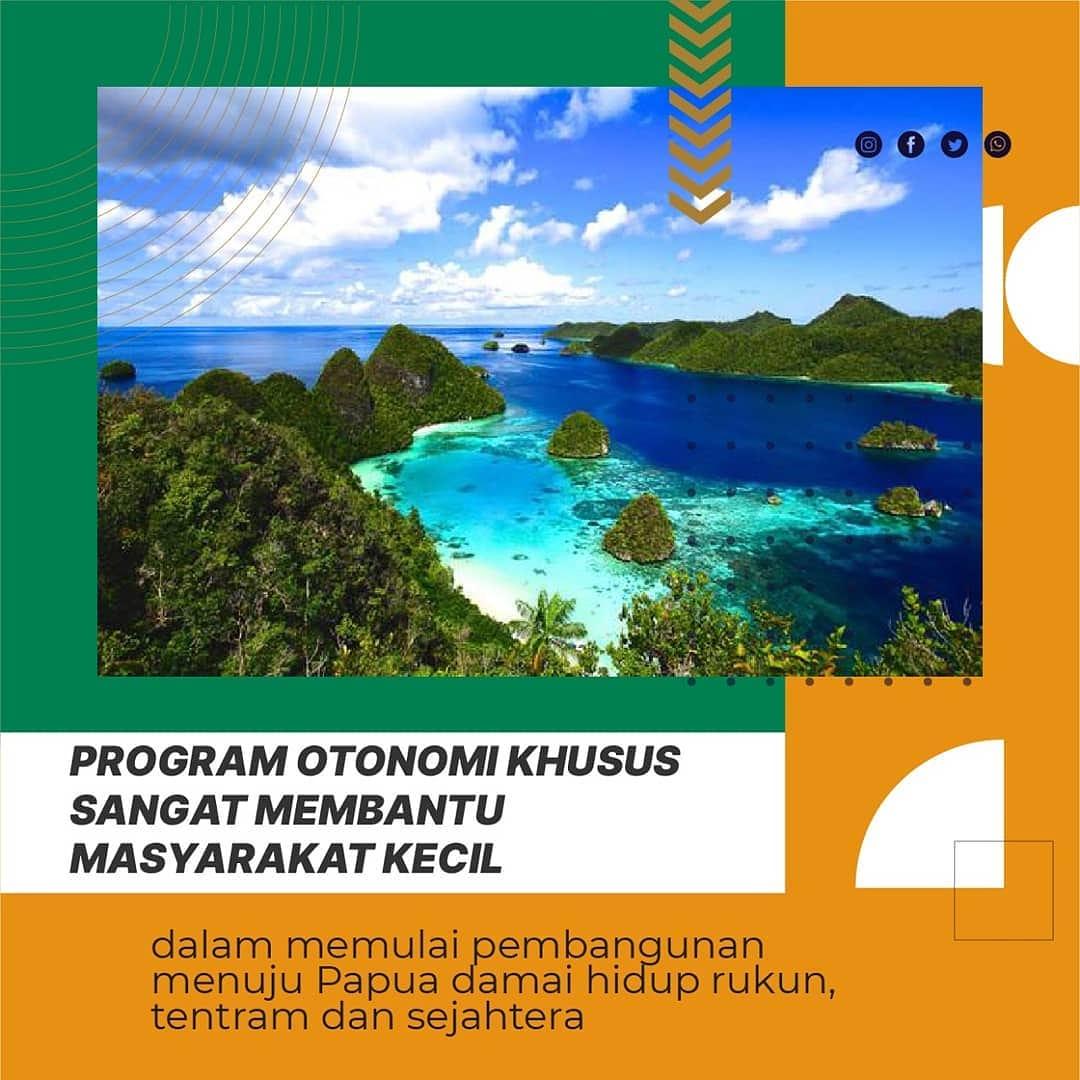 PROGRAM OTONOMI KHUSUS
SANGAT MEMBANTU
MASYARAKAT KECIL
dalam memulai pembangunan
menuju Papua damai hidup rukun,
tentram dan sejahtera